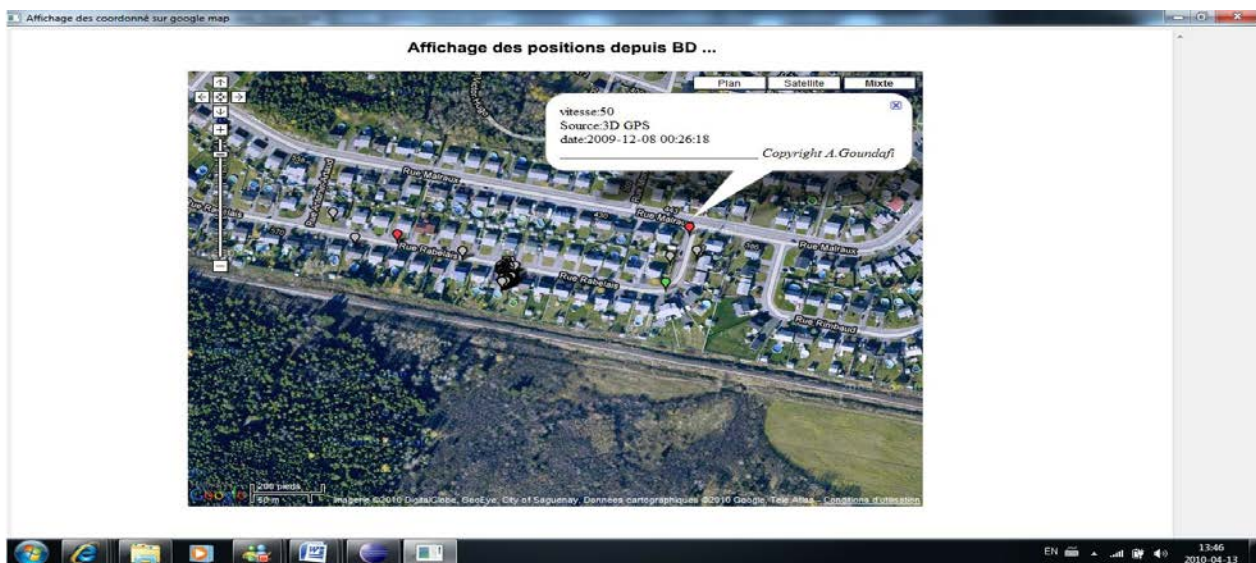 Affichage des coordonné sur google map
Affichage des positions depuis BD ...
Plan
Satellite
Mixte
vitesse:50
Source:3D GPS
date:2009-12-08 00:26:18
Copyright A.Goundafi
Rue Malraux
Rue Malraux
Rue Malraux
Rue Rabelais
Rue Rabelais
Rue Rabelais
Rue Rimbaud
430
443
Google
200 pieds
50 m
Imagerie ©2010 DigitalGlobe, GeoEye, City of Saguenay, Données cartographiques ©2010 Google, Tele Atlas - Conditions d'utilisation
EN
13:46
2010-04-13